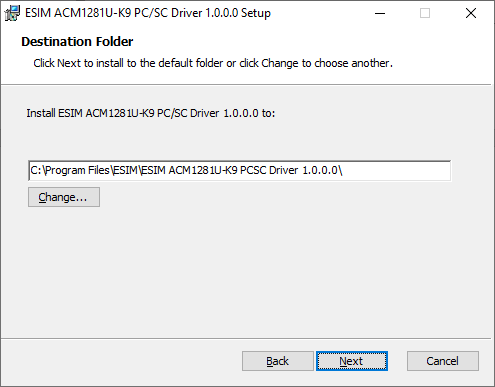 ESIM ACM1281U-K9 PC/SC Driver 1.0.0.0 Setup
Destination Folder
Click Next to install to the default folder or click Change to choose another.
Install ESIM ACM1281U-K9 PC/SC Driver 1.0.0.0 to:
C:\Program Files\ESIM\ESIM ACM1281U-K9 PCSC Driver 1.0.0.0\
Change...
Back Next Cancel